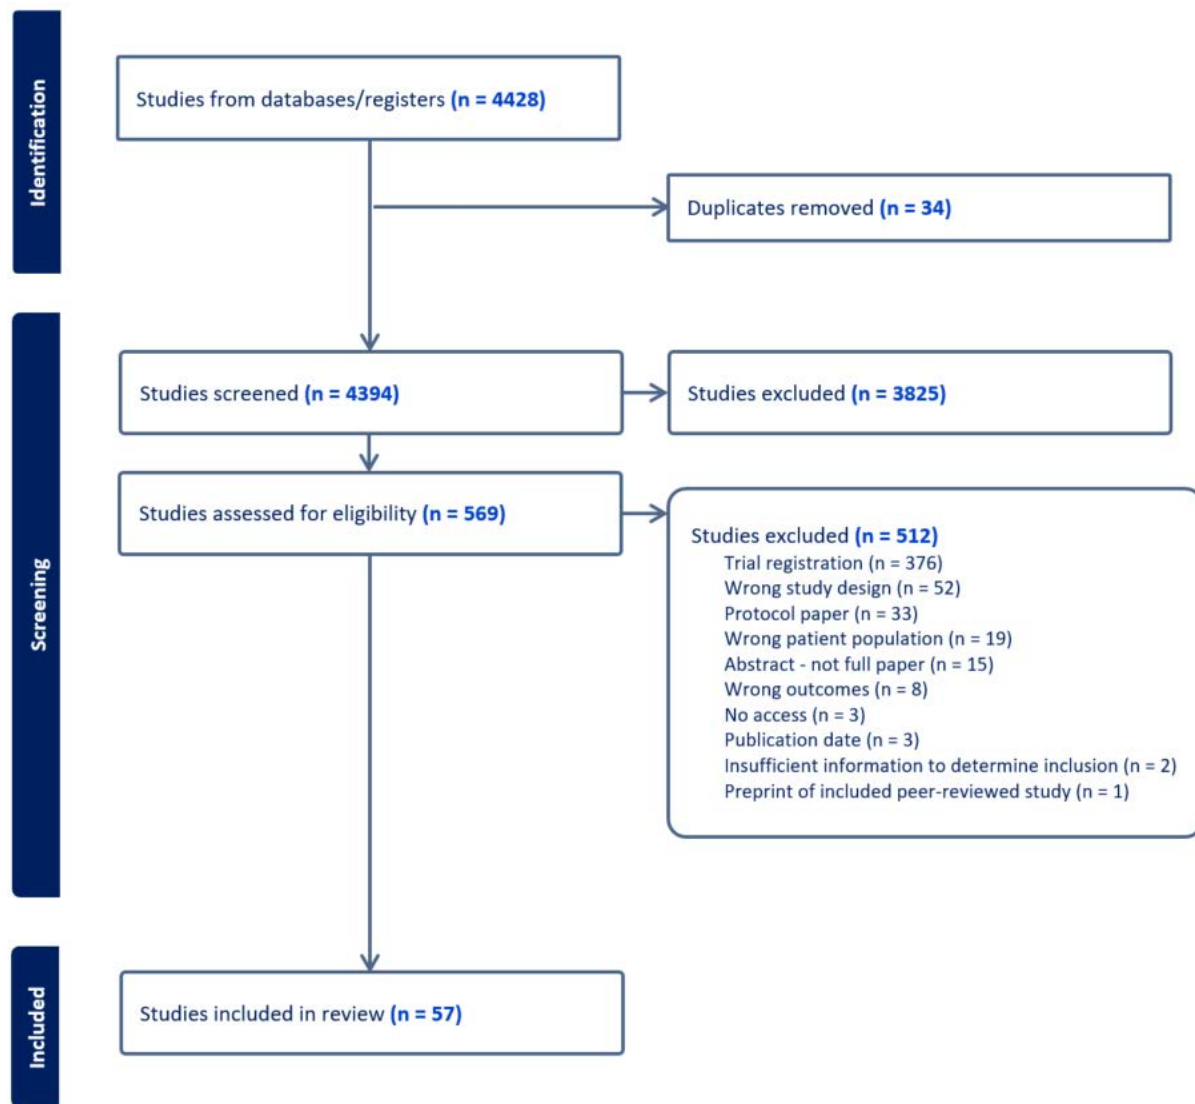 Identification
Studies from databases/registers (n = 4428)
Duplicates removed (n = 34)
Screening
Studies screened (n = 4394)
Studies excluded (n = 3825)
Studies assessed for eligibility (n = 569)
Studies excluded (n = 512)
Trial registration (n = 376)
Wrong study design (n = 52)
Protocol paper (n = 33)
Wrong patient population (n = 19)
Abstract - not full paper (n = 15)
Wrong outcomes (n = 8)
No access (n = 3)
Publication date (n = 3)
Insufficient information to determine inclusion (n = 2)
Preprint of included peer-reviewed study (n = 1)
Included
Studies included in review (n = 57)